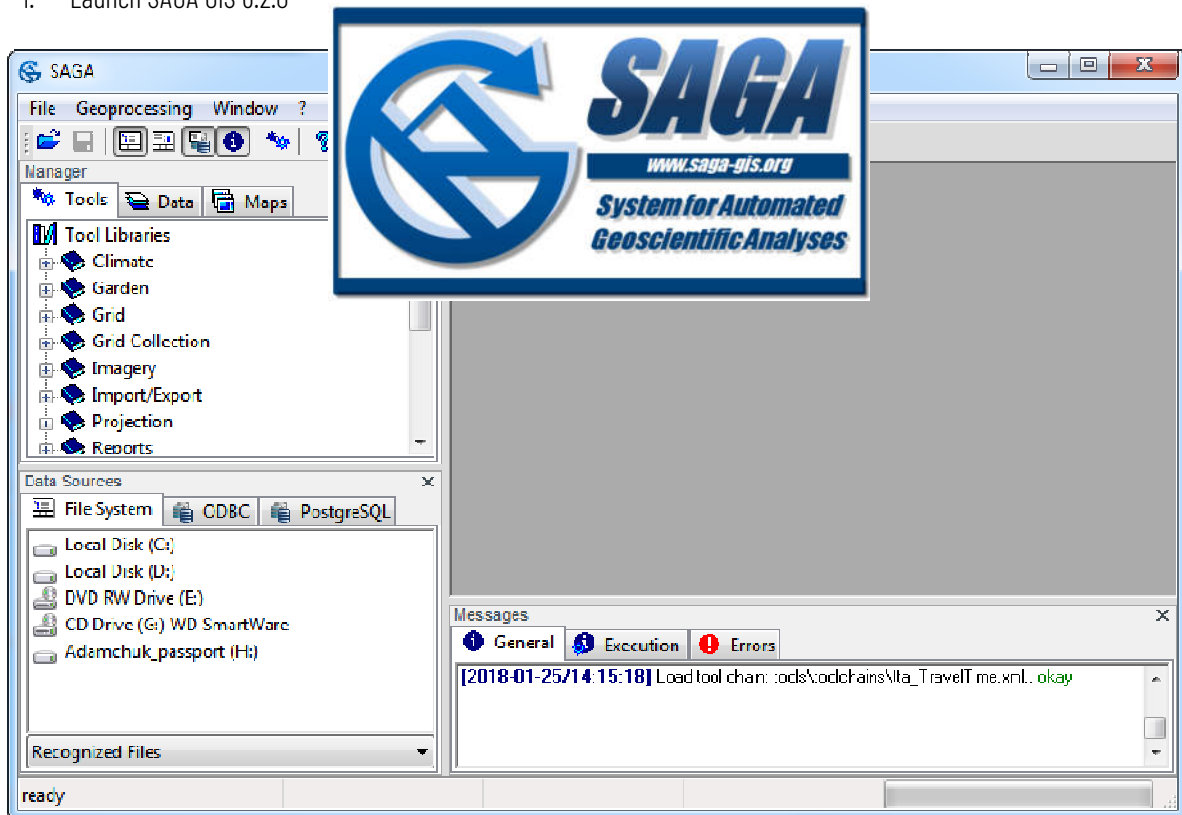 1. Launch SAGA GIS 6.2.0
SAGA
File Geoprocessing Window ?
SAGA
www.saga-gis.org
System for Automated
Geoscientific Analyses
Manager
Tools Data Maps
Tool Libraries
Climate
Garden
Grid
Grid Collection
Imagery
Import/Export
Projection
Reports
Data Sources
File System ODBC PostgreSQL
Local Disk (C:)
Local Disk (D:)
DVD RW Drive (E:)
CD Drive (G:) WD SmartWare
Adamchuk_passport (H:)
Recognized Files
Messages
General Execution Errors
[2018-01-25/14:15:18] Load tool chain: tools\toolchains\lta_TravelTime.xml.. okay
ready